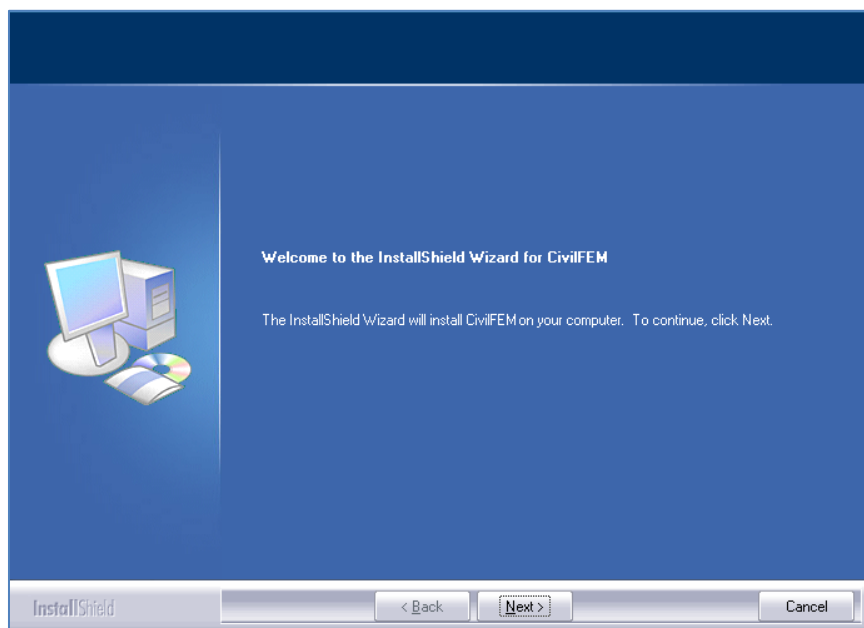 Welcome to the InstallShield Wizard for CivilFEM
The InstallShield Wizard will install CivilFEM on your computer. To continue, click Next.
InstallShield
< Back
Next >
Cancel